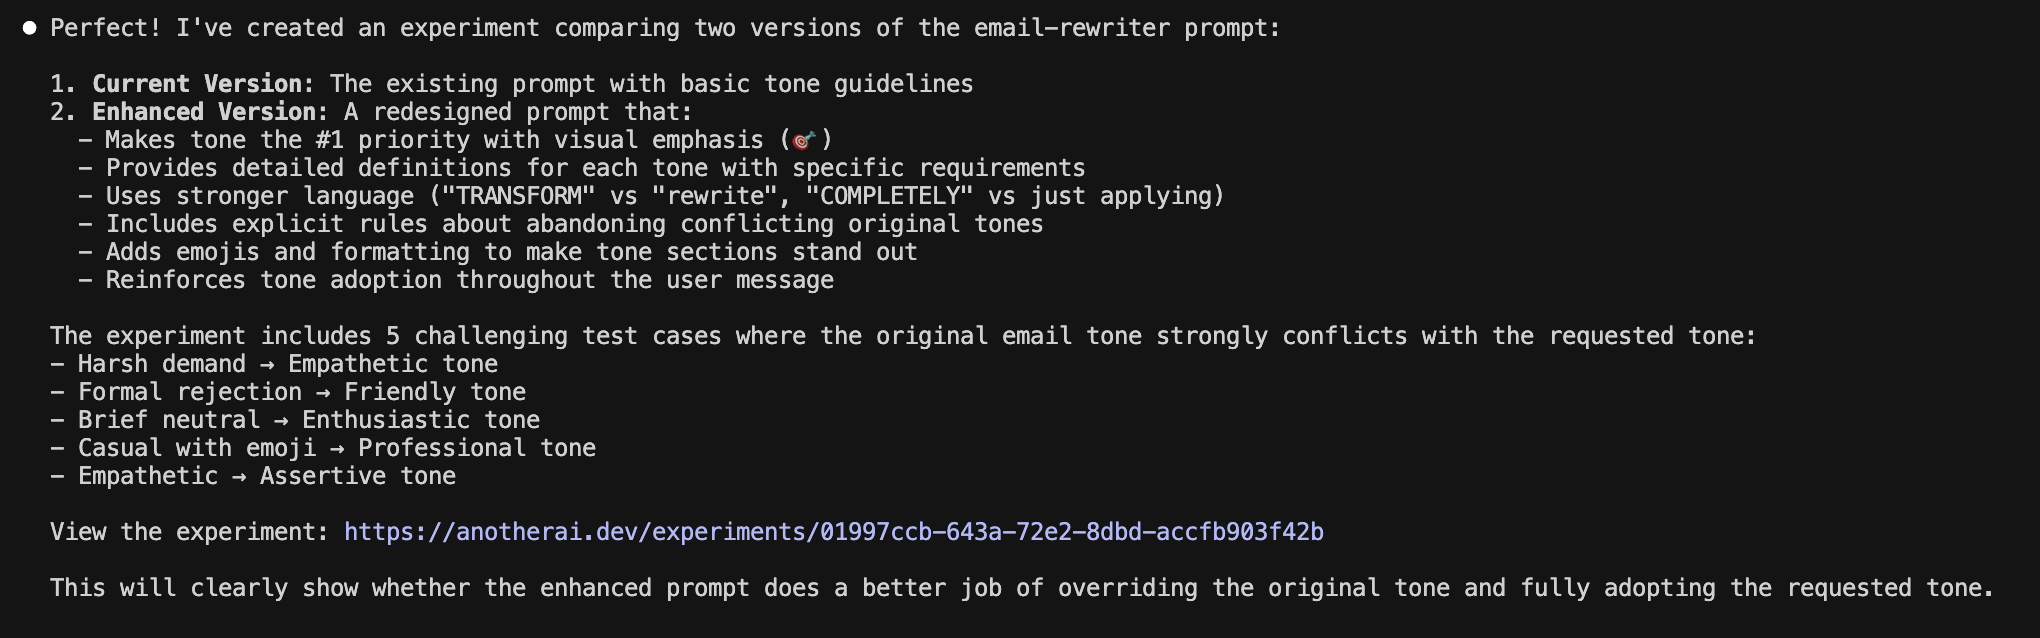 ● Perfect! I've created an experiment comparing two versions of the email-rewriter prompt:
1. Current Version: The existing prompt with basic tone guidelines
2. Enhanced Version: A redesigned prompt that:
– Makes tone the #1 priority with visual emphasis (🎯)
– Provides detailed definitions for each tone with specific requirements
– Uses stronger language ("TRANSFORM" vs "rewrite", "COMPLETELY" vs just applying)
– Includes explicit rules about abandoning conflicting original tones
– Adds emojis and formatting to make tone sections stand out
– Reinforces tone adoption throughout the user message
The experiment includes 5 challenging test cases where the original email tone strongly conflicts with the requested tone:
– Harsh demand → Empathetic tone
– Formal rejection → Friendly tone
– Brief neutral → Enthusiastic tone
– Casual with emoji → Professional tone
– Empathetic → Assertive tone
View the experiment: https://anotherai.dev/experiments/01997ccb-643a-72e2-8dbd-accfb903f42b
This will clearly show whether the enhanced prompt does a better job of overriding the original tone and fully adopting the requested tone.